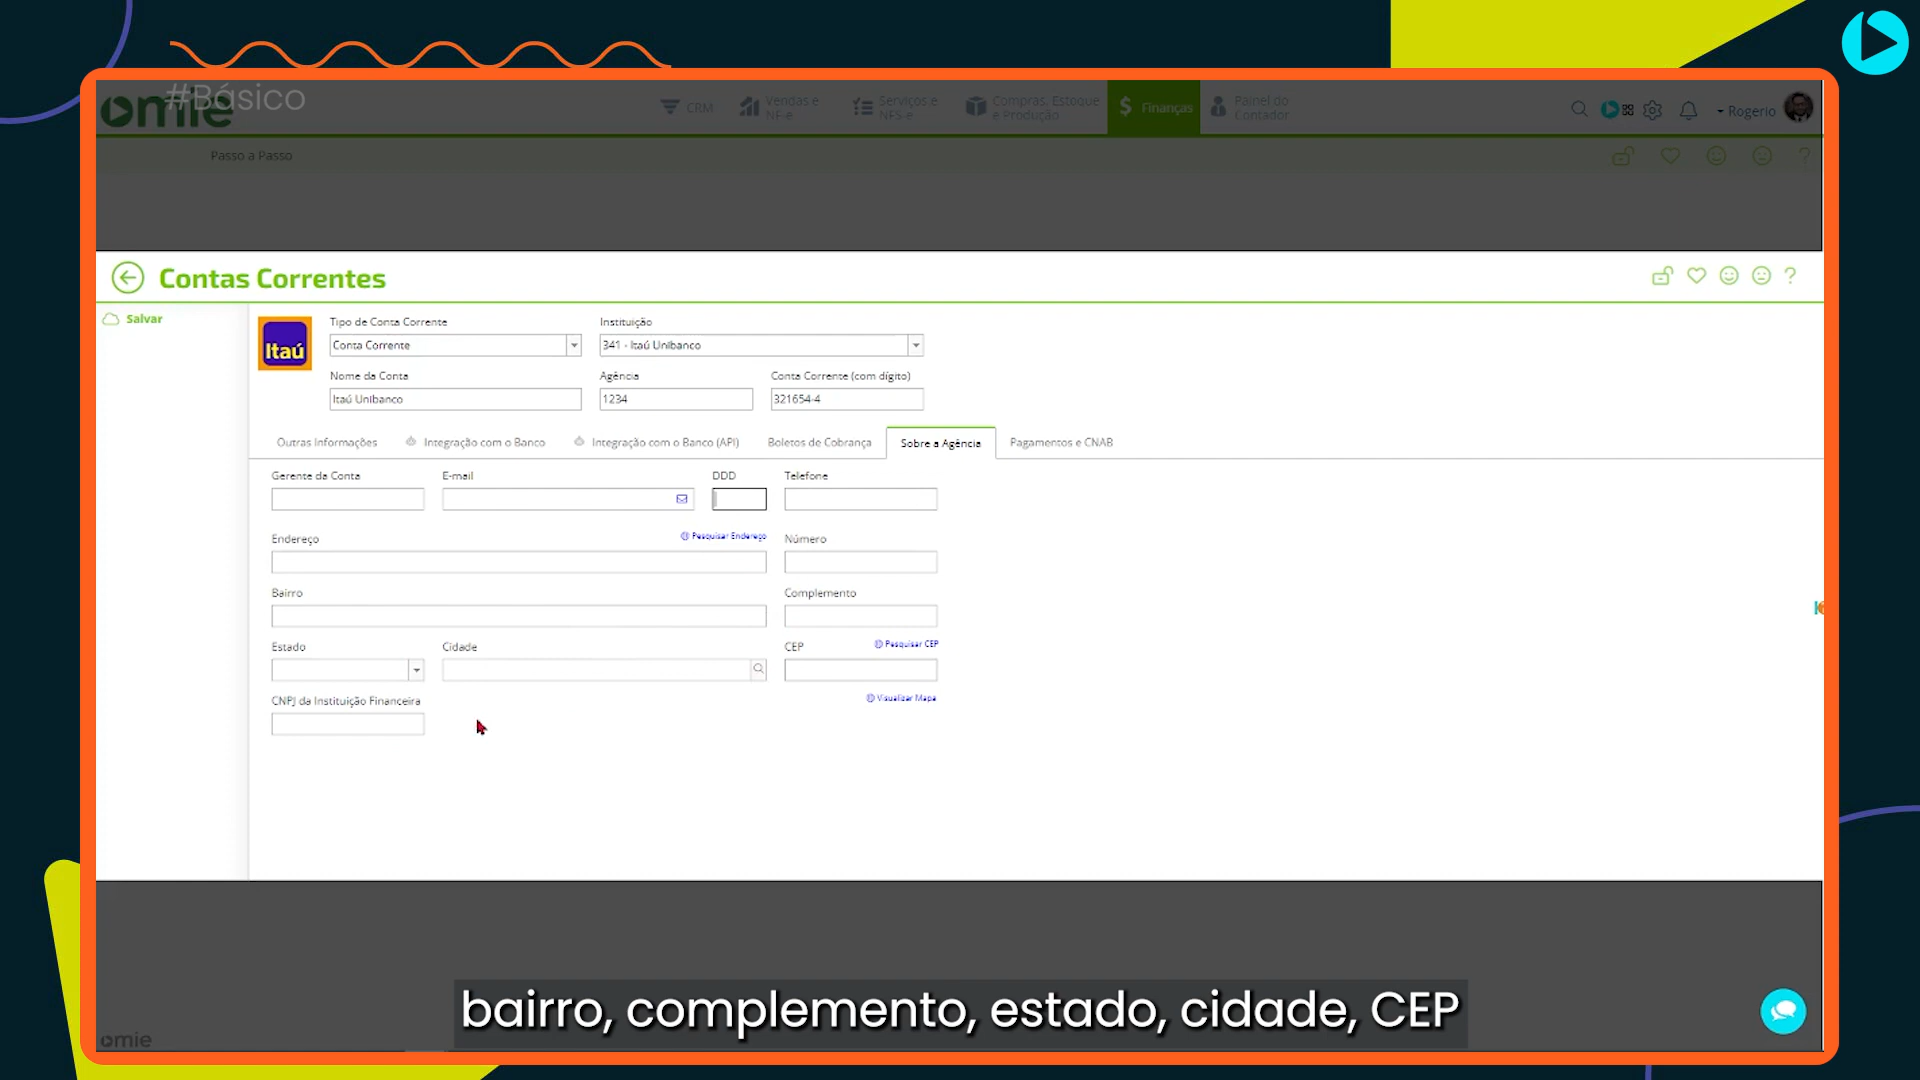 #Básico
omie
CRM
Vendas e
NF-e
Serviços e
NFS-e
Compras, Estoque
e Produção
$ Finanças
Painel do
Contador
Rogerio
Passo a Passo
?
Contas Correntes
?
Salvar
Itaú
Tipo de Conta Corrente
Instituição
Conta Corrente
341 - Itaú Unibanco
Nome da Conta
Agência
Conta Corrente (com dígito)
Itaú Unibanco
1234
321654-4
Outras Informações
Integração com o Banco
Integração com o Banco (API)
Boletos de Cobrança
Sobre a Agência
Pagamentos e CNAB
Gerente da Conta
E-mail
DDD
Telefone
Endereço
Pesquisar Endereço
Número
Bairro
Complemento
Estado
Cidade
CEP
Pesquisar CEP
CNPJ da Instituição Financeira
Visualizar Mapa
bairro, complemento, estado, cidade, CEP
omie